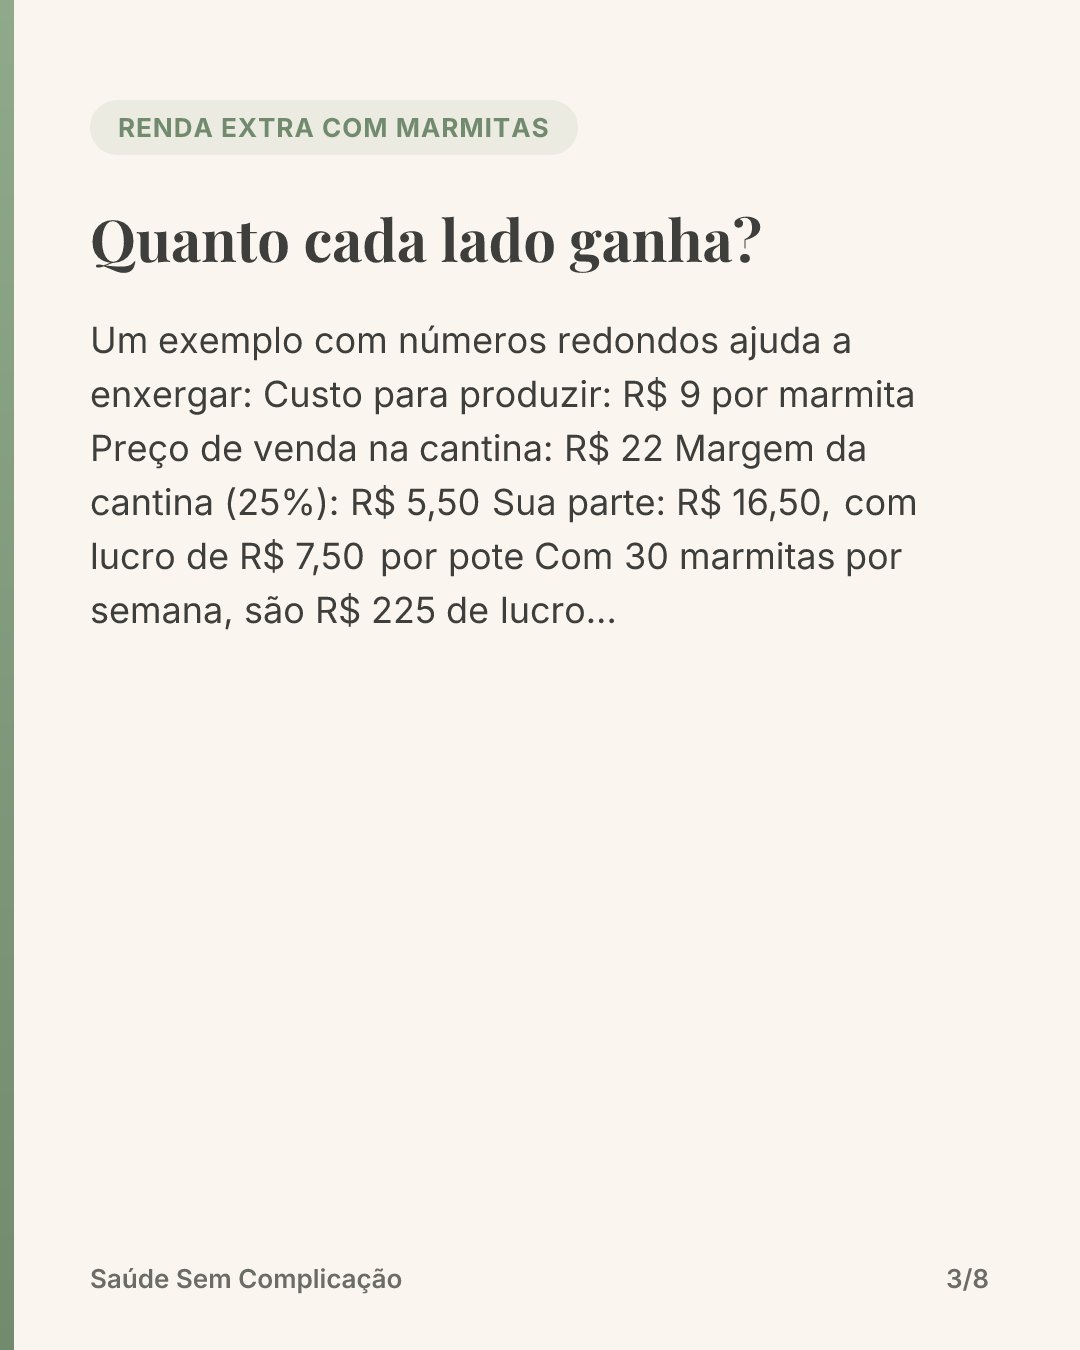 RENDA EXTRA COM MARMITAS
Quanto cada lado ganha?
Um exemplo com números redondos ajuda a
enxergar: Custo para produzir: R$ 9 por marmita
Preço de venda na cantina: R$ 22 Margem da
cantina (25%): R$ 5,50 Sua parte: R$ 16,50, com
lucro de R$ 7,50 por pote Com 30 marmitas por
semana, são R$ 225 de lucro...
Saúde Sem Complicação
3/8